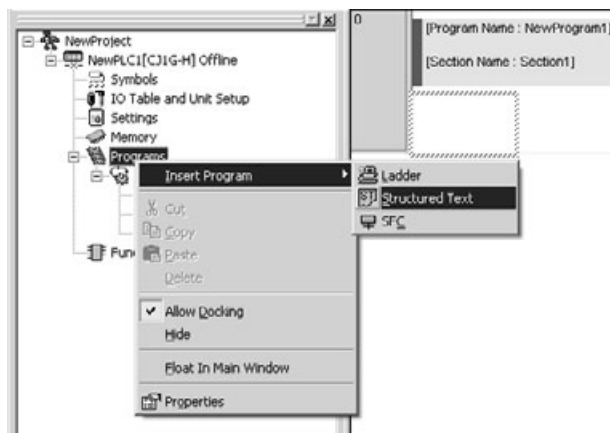 NewProject
NewPLC1[CJ1G-H] Offline
Symbols
IO Table and Unit Setup
Settings
Memory
Programs
Insert Program
Cut
Copy
Paste
Delete
Allow Docking
Hide
Float In Main Window
Properties
Ladder
Structured Text
SFC
Fun
0
[Program Name : NewProgram1]
[Section Name : Section1]